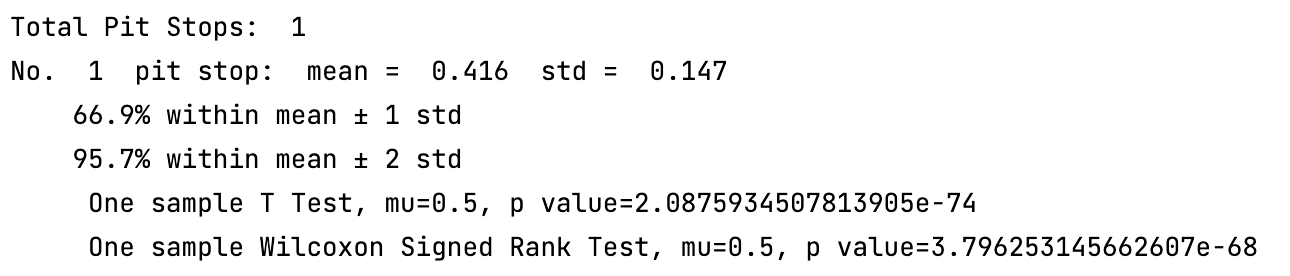 Total Pit Stops:  1
No.  1  pit stop:  mean =  0.416  std =  0.147
    66.9% within mean ± 1 std
    95.7% within mean ± 2 std
     One sample T Test, mu=0.5, p value=2.0875934507813905e-74
     One sample Wilcoxon Signed Rank Test, mu=0.5, p value=3.796253145662607e-68